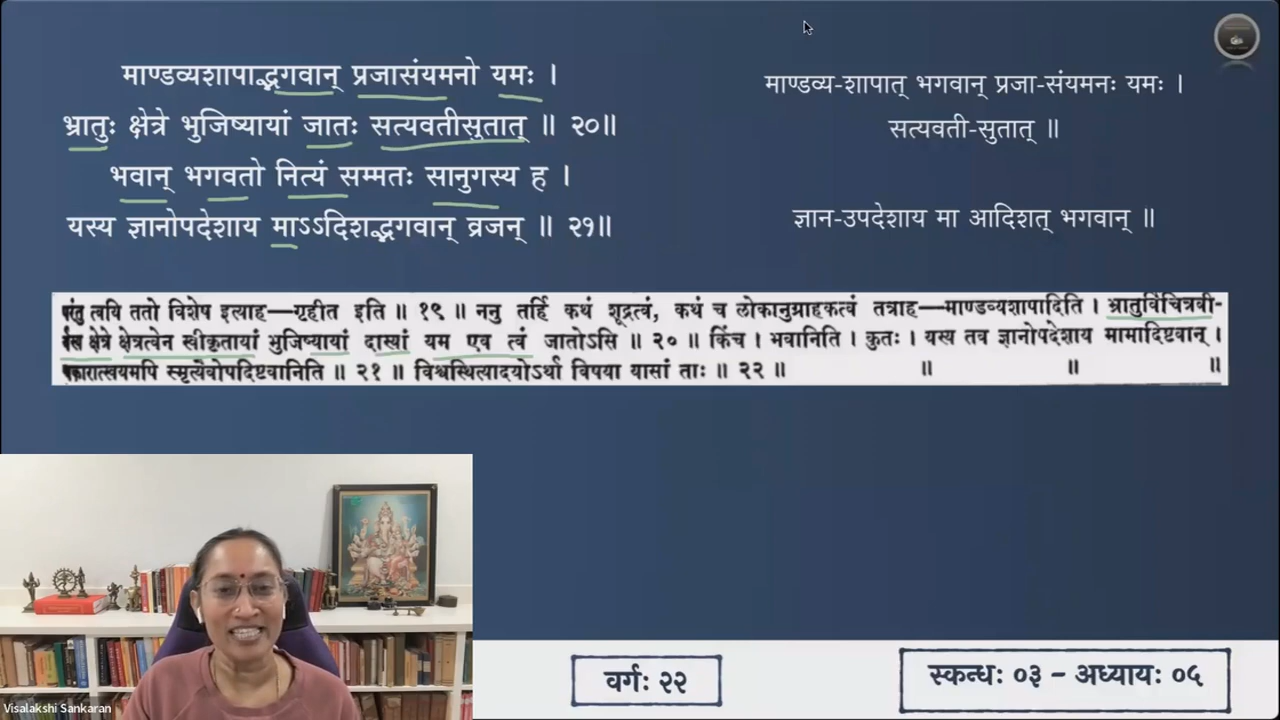 माण्डव्यशापाद्भगवान् प्रजासंयमनो यमः ।
भ्रातुः क्षेत्रे भुजिष्यायां जातः सत्यवतीसुतात् ॥ २०॥
भवान् भगवतो नित्यं सम्मतः सानुगस्य ह ।
यस्य ज्ञानोपदेशाय माऽऽदिशद्भगवान् व्रजन् ॥ २१॥
माण्डव्य-शापात् भगवान् प्रजा-संयमनः यमः ।
सत्यवती-सुतात् ॥
ज्ञान-उपदेशाय मा आदिशत् भगवान् ॥
परंतु त्वयि ततो विशेष इत्याह—गृहीत इति ॥ १९ ॥ ननु तर्हि कथं शूद्रत्वं, कथं च लोकानुग्राहकत्वं तत्राह—माण्डव्यशापादिति । भ्रातुर्विचित्रवी-
क्षेत्रे क्षेत्रत्वेन स्वीकृतायां भुजिष्यायां दास्यां यम एव त्वं जातोऽसि ॥ २० ॥ किंच । भवानिति । कुतः । यस्य तव ज्ञानोपदेशाय मामादिष्टवान् ।
स्मृत्यैवोपदिष्टवानिति ॥ २१ ॥ विश्वस्थित्यादयोऽर्था विषया यासां ताः ॥ २२ ॥ ॥ ॥ ॥
Visalakshi Sankaran
वर्गः २२
स्कन्धः ०३ – अध्यायः ०५